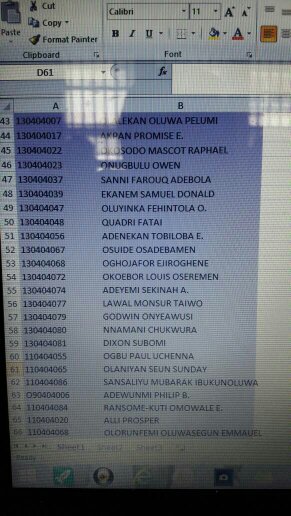 Cut
Calibri 11 A A
Copy
Paste
Format Painter
B I U A
Clipboard Font
D61 fx
A B
43 130404007 OLALEKAN OLUWA PELUMI
44 130404017 AKPAN PROMISE E.
45 130404022 OKOSODO MASCOT RAPHAEL
46 130404023 ONUGBULU OWEN
47 130404037 SANNI FAROUQ ADEBOLA
48 130404039 EKANEM SAMUEL DONALD
49 130404047 OLUYINKA FEHINTOLA O.
50 130404048 QUADRI FATAI
51 130404056 ADENEKAN TOBILOBA E.
52 130404067 OSUIDE OSADEBAMEN
53 130404068 OGHOJAFOR EJIROGHENE
54 130404072 OKOEBOR LOUIS OSEREMEN
55 130404074 ADEYEMI SEKINAH A.
56 130404077 LAWAL MONSUR TAIWO
57 130404079 GODWIN ONYEAWUSI
58 130404080 NNAMANI CHUKWURA
59 130404081 DIXON SUBOMI
60 110404055 OGBU PAUL UCHENNA
61 110404065 OLANIYAN SEUN SUNDAY
62 110404086 SANSALIYU MUBARAK IBUKUNOLUWA
63 O90404006 ADEWUNMI PHILIP B.
64 110404084 RANSOME-KUTI OMOWALE E.
65 110404020 ALLI PROSPER
66 110404068 OLORUNFEMI OLUWASEGUN EMMAUEL
Sheet1 Sheet2 Sheet3
Ready